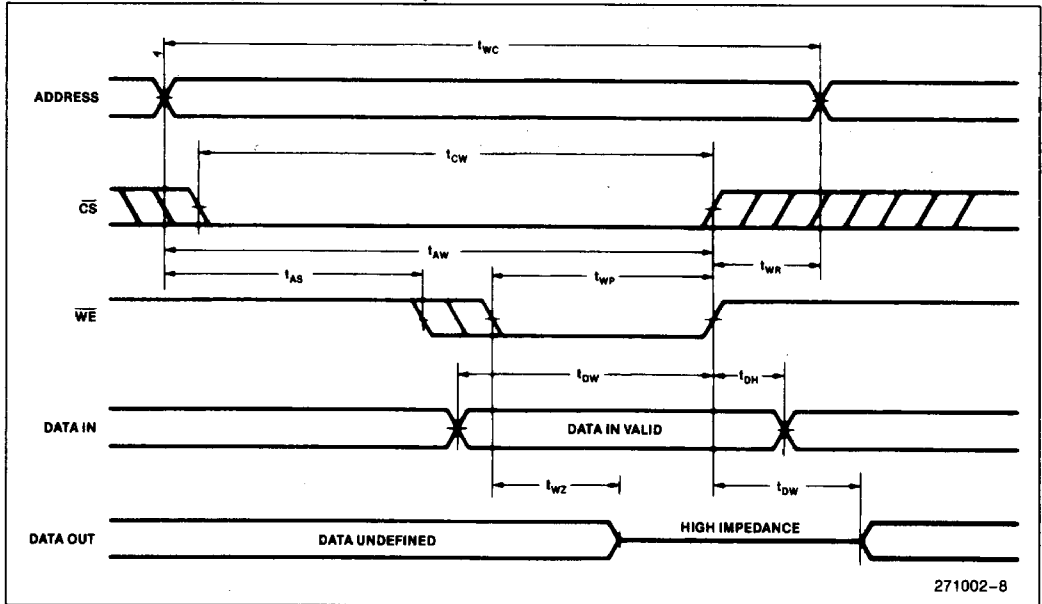 tWC
ADDRESS
tCW
CS
tAW
tAS
tWP
tWR
WE
tDW
tDH
DATA IN
DATA IN VALID
tWZ
tDW
DATA OUT
DATA UNDEFINED
HIGH IMPEDANCE
271002-8